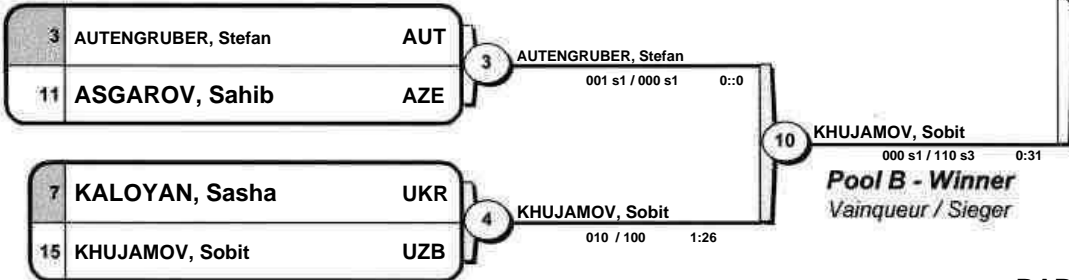 3 AUTENGRUBER, Stefan AUT
11 ASGAROV, Sahib AZE
3
AUTENGRUBER, Stefan
001 s1 / 000 s1 0::0
7 KALOYAN, Sasha UKR
15 KHUJAMOV, Sobit UZB
4
KHUJAMOV, Sobit
010 / 100 1:26
10
KHUJAMOV, Sobit
000 s1 / 110 s3 0:31
Pool B - Winner
Vainqueur / Sieger